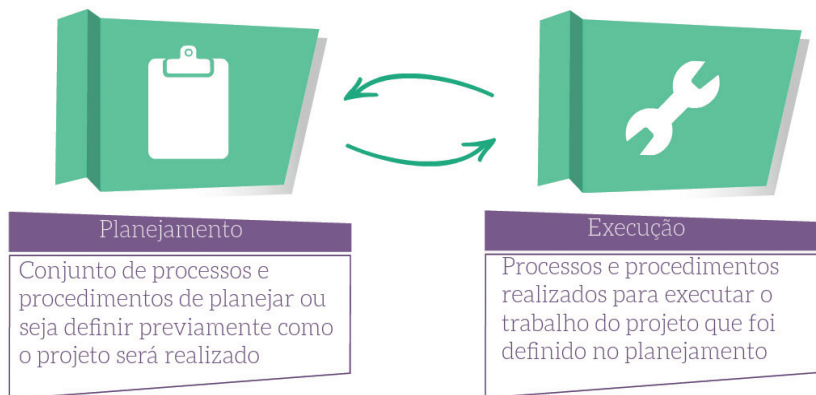 Planejamento
Conjunto de processos e
procedimentos de planejar ou
seja definir previamente como
o projeto será realizado
Execução
Processos e procedimentos
realizados para executar o
trabalho do projeto que foi
definido no planejamento